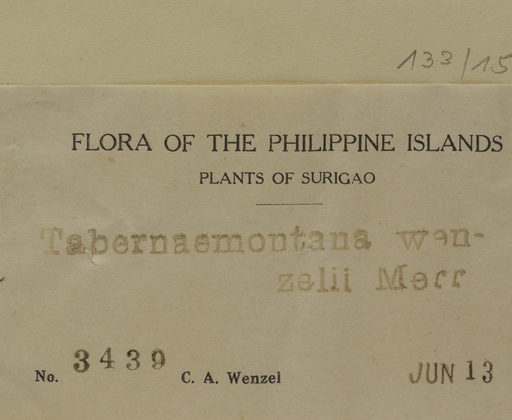 133/15
FLORA OF THE PHILIPPINE ISLANDS
PLANTS OF SURIGAO
Tabernaemontana wen-
zelii Merr
No. 3439 C. A. Wenzel JUN 13